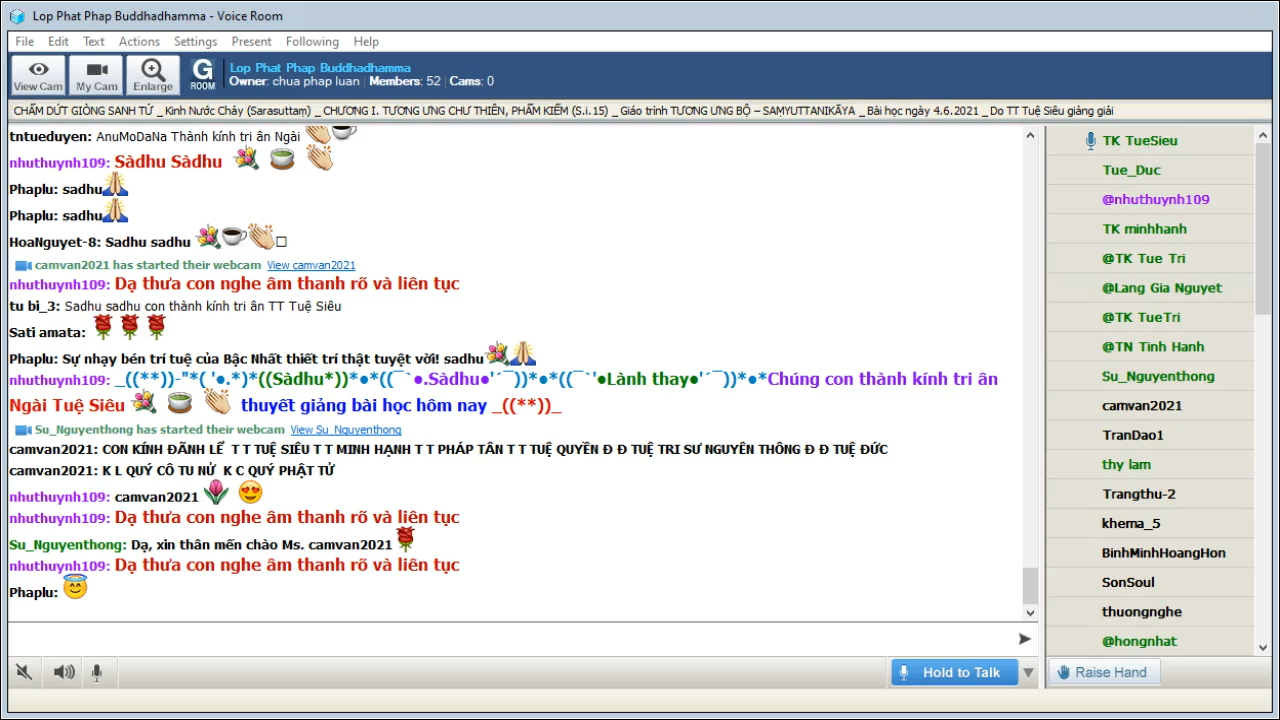 Lop Phat Phap Buddhadhamma - Voice Room
File Edit Text Actions Settings Present Following Help
View Cam My Cam Enlarge G ROOM
Lop Phat Phap Buddhadhamma
Owner: chua phap luan Members: 52 Cams: 0
CHẤM DỨT GIÒNG SANH TỬ _Kinh Nước Chảy (Sarasuttaṃ) _CHƯƠNG I. TƯƠNG ƯNG CHƯ THIÊN, PHẨM KIẾM (S.i.15) _Giáo trình TƯƠNG ƯNG BỘ – SAṂYUTTANIKĀYA _Bài học ngày 4.6.2021 _Do TT Tuệ Siêu giảng giải
tntueduyen: AnuMoDaNa Thành kính tri ân Ngài
nhuthuynh109: Sàdhu Sàdhu
Phaplu: sadhu
Phaplu: sadhu
HoaNguyet-8: Sadhu sadhu
camvan2021 has started their webcam View camvan2021
nhuthuynh109: Dạ thưa con nghe âm thanh rõ và liên tục
tu bi_3: Sadhu sadhu con thành kính tri ân TT Tuệ Siêu
Sati amata:
Phaplu: Sự nhạy bén trí tuệ của Bậc Nhất thiết trí thật tuyệt vời! sadhu
nhuthuynh109: _((**))-"*( '●.*)*((Sàdhu*))*●*((¯`●.Sàdhu●'´¯))*●*((¯`'●Lành thay●'´¯))*●*Chúng con thành kính tri ân
Ngài Tuệ Siêu thuyết giảng bài học hôm nay _((**))_
Su_Nguyenthong has started their webcam View Su_Nguyenthong
camvan2021: CON KÍNH ĐÃNH LỂ T T TUỆ SIÊU T T MINH HẠNH T T PHÁP TÂN T T TUỆ QUYỀN Đ Đ TUỆ TRI SƯ NGUYÊN THÔNG Đ Đ TUỆ ĐỨC
camvan2021: K L QUÝ CÔ TU NỬ K C QUÝ PHẬT TỬ
nhuthuynh109: camvan2021
nhuthuynh109: Dạ thưa con nghe âm thanh rõ và liên tục
Su_Nguyenthong: Dạ, xin thân mến chào Ms. camvan2021
nhuthuynh109: Dạ thưa con nghe âm thanh rõ và liên tục
Phaplu:
TK TueSieu
Tue_Duc
@nhuthuynh109
TK minhhanh
@TK Tue Tri
@Lang Gia Nguyet
@TK TueTri
@TN Tinh Hanh
Su_Nguyenthong
camvan2021
TranDao1
thy lam
Trangthu-2
khema_5
BinhMinhHoangHon
SonSoul
thuongnghe
@hongnhat
Hold to Talk
Raise Hand